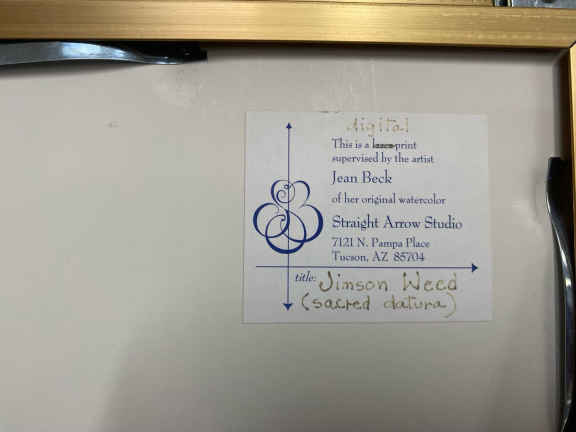 digital
This is a laser print
supervised by the artist
Jean Beck
of her original watercolor
Straight Arrow Studio
7121 N. Pampa Place
Tucson, AZ 85704
title: Jimson Weed
(sacred datura)